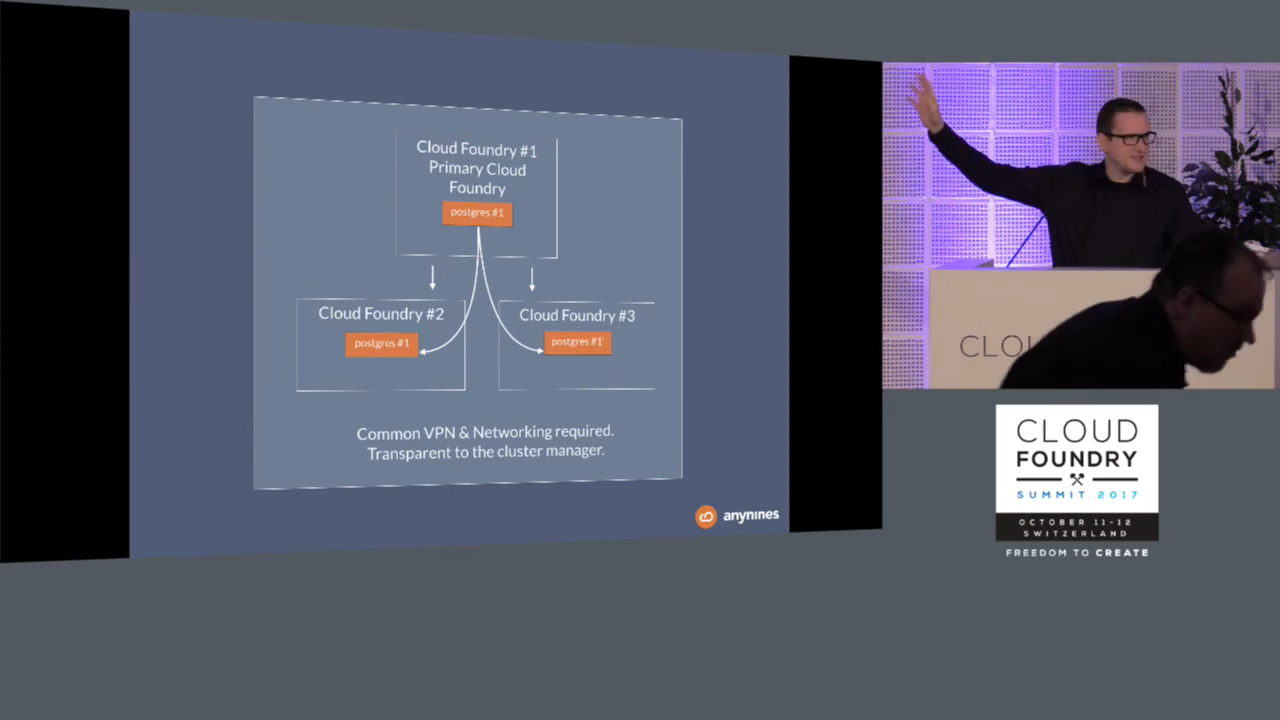 Cloud Foundry #1
Primary Cloud
Foundry
postgres #1
Cloud Foundry #2
postgres #1
Cloud Foundry #3
postgres #1'
Common VPN & Networking required.
Transparent to the cluster manager.
anynines
CLO
CLOUD
FOUNDRY
SUMMIT 2017
OCTOBER 11-12
SWITZERLAND
FREEDOM TO CREATE